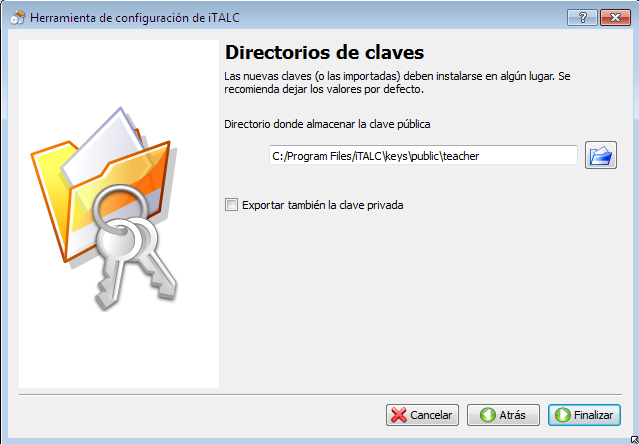 Herramienta de configuración de iTALC
Directorios de claves
Las nuevas claves (o las importadas) deben instalarse en algún lugar. Se
recomienda dejar los valores por defecto.
Directorio donde almacenar la clave pública
C:/Program Files/iTALC\keys\public\teacher
Exportar también la clave privada
Cancelar
Atrás
Finalizar